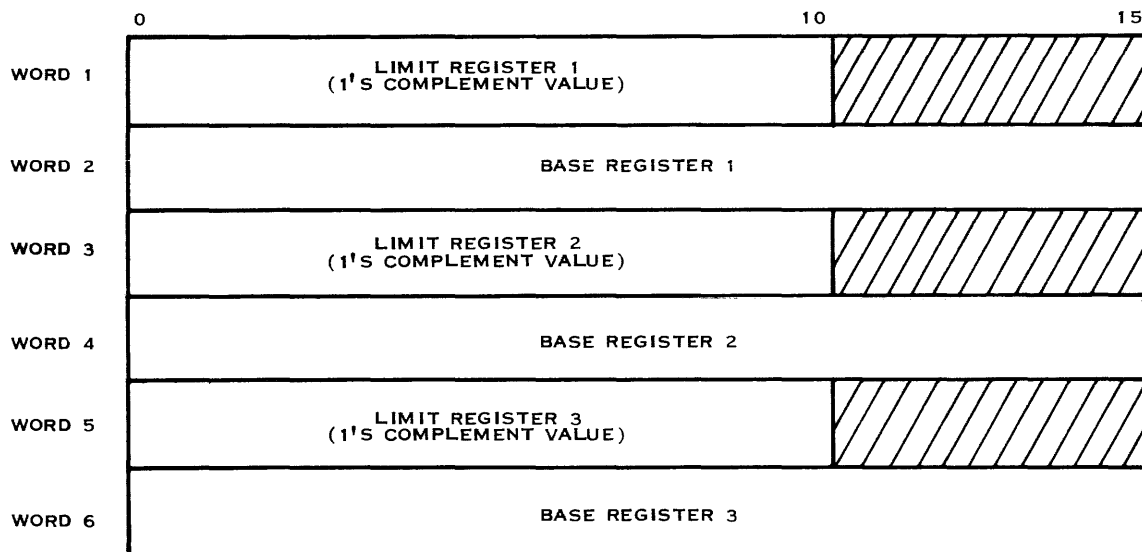 0 10 15
WORD 1
LIMIT REGISTER 1
(1'S COMPLEMENT VALUE)
WORD 2
BASE REGISTER 1
WORD 3
LIMIT REGISTER 2
(1'S COMPLEMENT VALUE)
WORD 4
BASE REGISTER 2
WORD 5
LIMIT REGISTER 3
(1'S COMPLEMENT VALUE)
WORD 6
BASE REGISTER 3